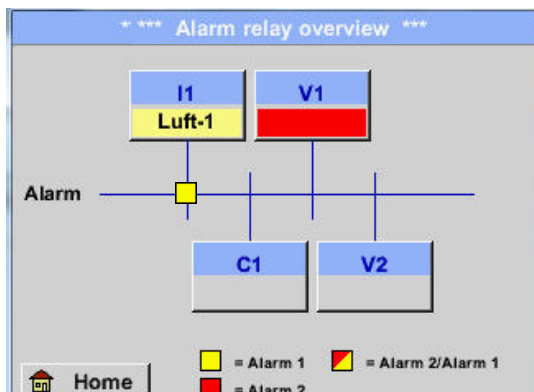 * *** Alarm relay overview ***
I1 V1
Luft-1
Alarm
C1 V2
= Alarm 1 = Alarm 2/Alarm 1
Home
= Alarm 2